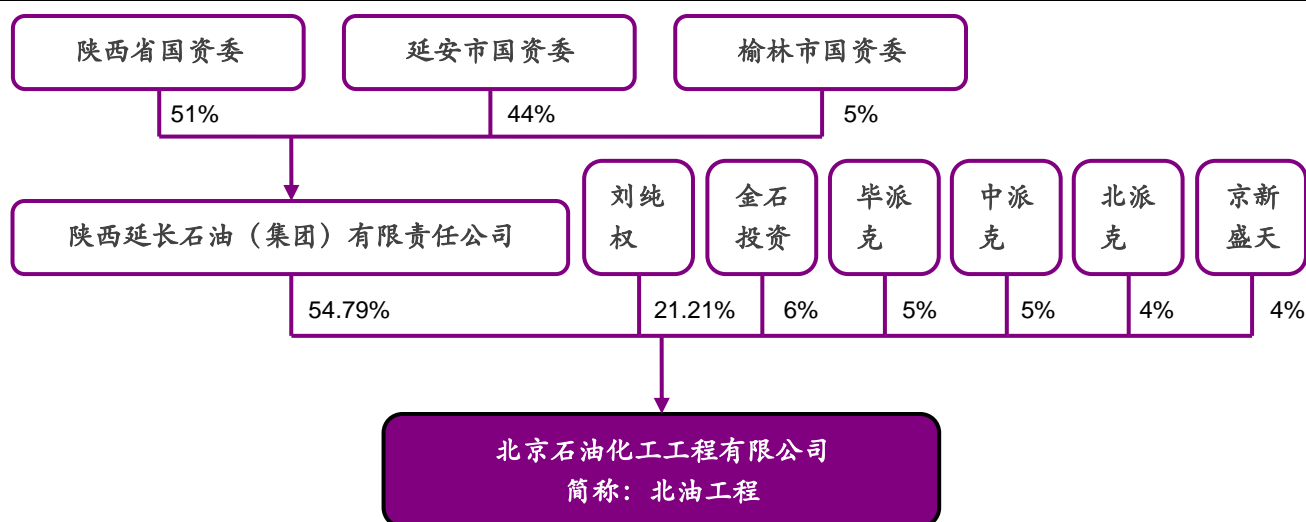 陕西省国资委
延安市国资委
榆林市国资委
51%
44%
5%
陕西延长石油（集团）有限责任公司
刘纯
权
金石
投资
毕派
克
中派
克
北派
克
京新
盛天
54.79%
21.21%
6%
5%
5%
4%
4%
北京石油化工工程有限公司
简称：北油工程